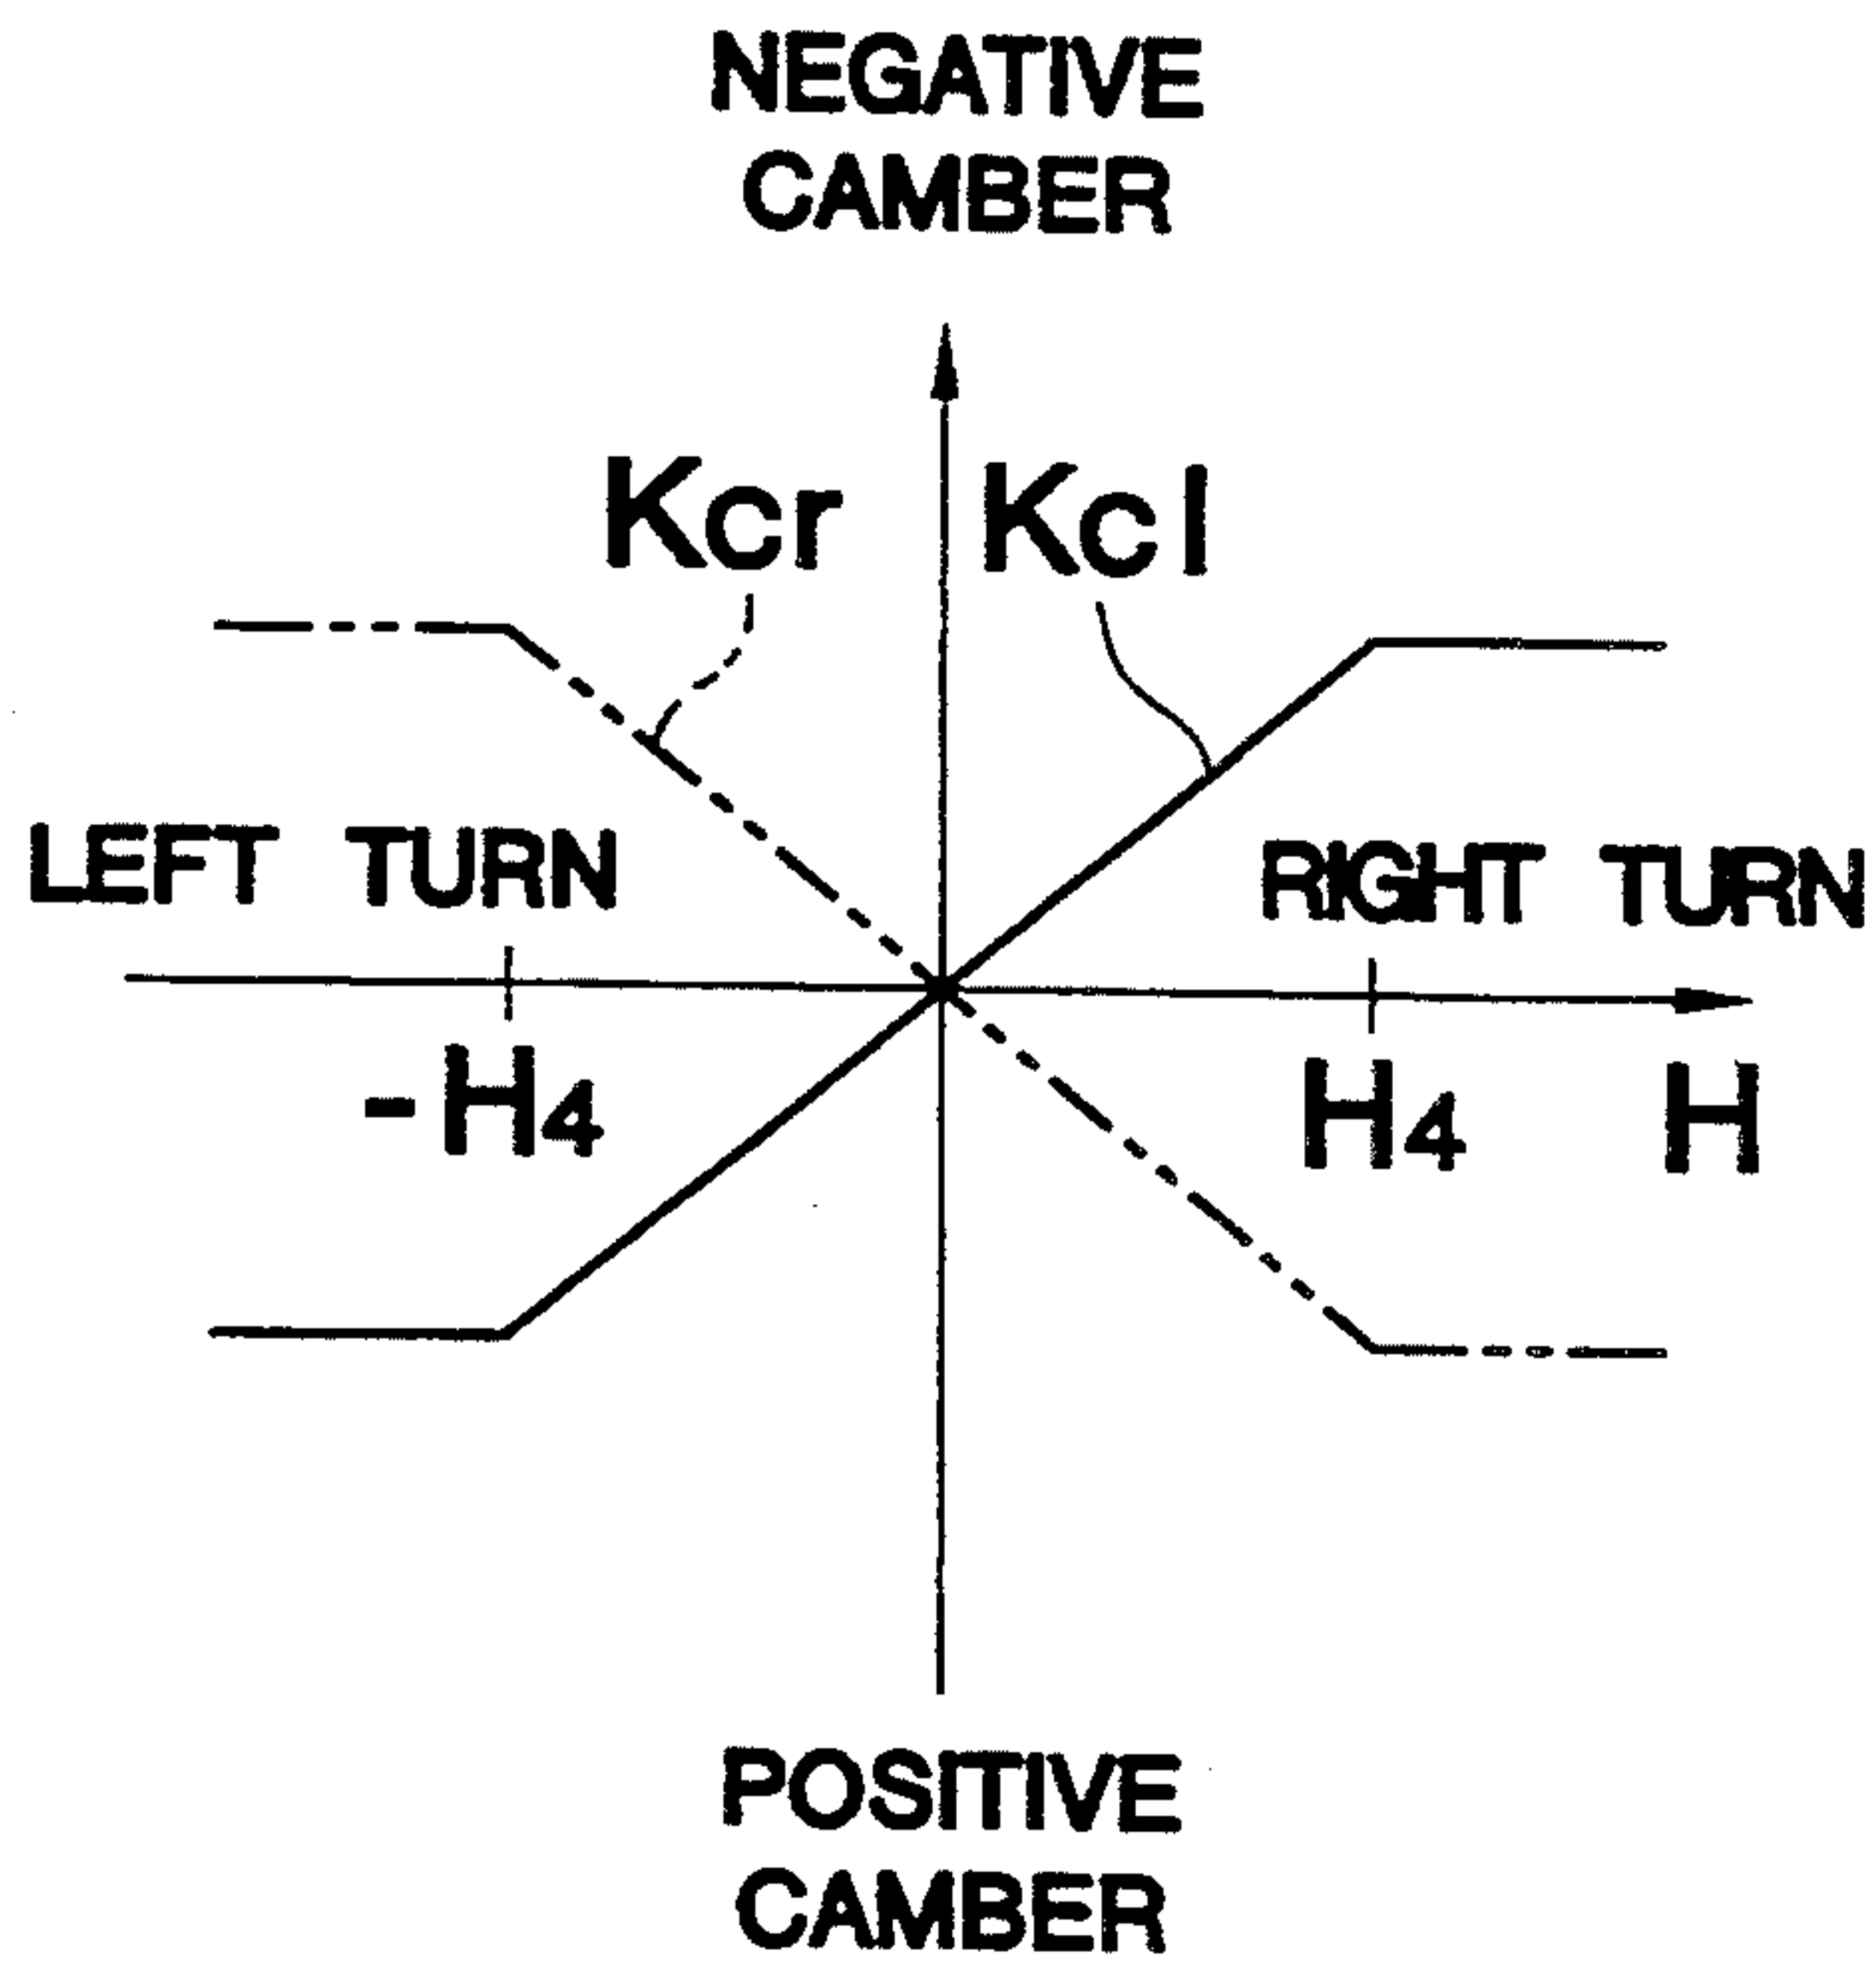 NEGATIVE
CAMBER
Kcr Kcl
LEFT TURN RIGHT TURN
-H4 H4 H
POSITIVE
CAMBER